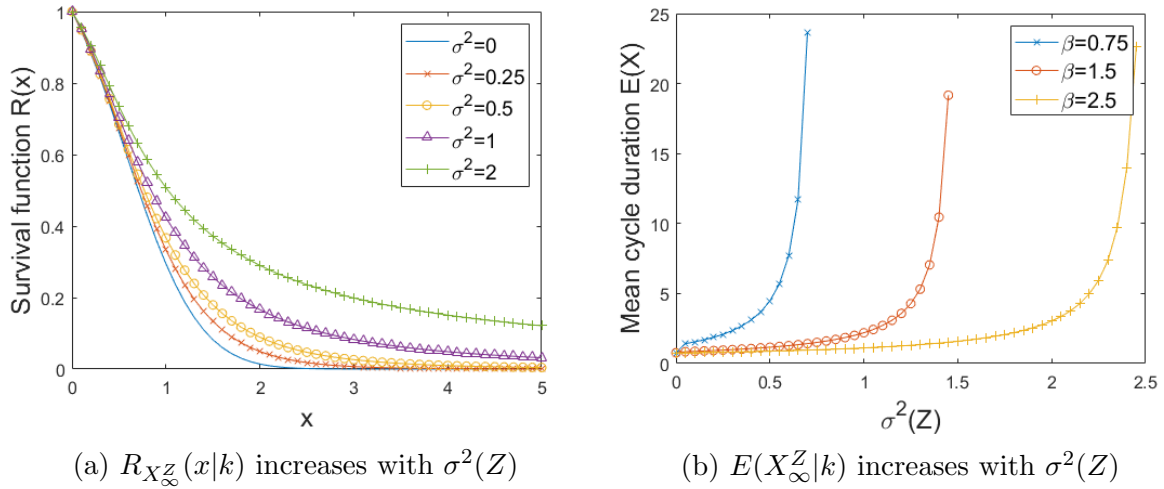 Survival function R(x)
1
0.8
0.6
0.4
0.2
0
0 1 2 3 4 5
x
σ²=0
σ²=0.25
σ²=0.5
σ²=1
σ²=2
(a) R_{X_∞^Z}(x|k) increases with σ²(Z)
Mean cycle duration E(X)
25
20
15
10
5
0
0 0.5 1 1.5 2 2.5
σ²(Z)
β=0.75
β=1.5
β=2.5
(b) E(X_∞^Z|k) increases with σ²(Z)